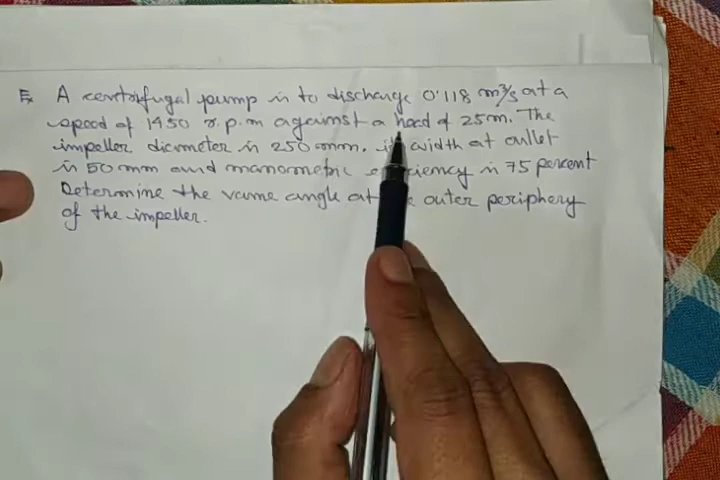 Ex A centrifugal pump is to discharge 0.118 m³/s at a
speed of 1450 r.p.m against a head of 25m. The
impeller diameter is 250 mm, its width at outlet
is 50 mm and manometric efficiency is 75 percent
Determine the vane angle at outer periphery
of the impeller.